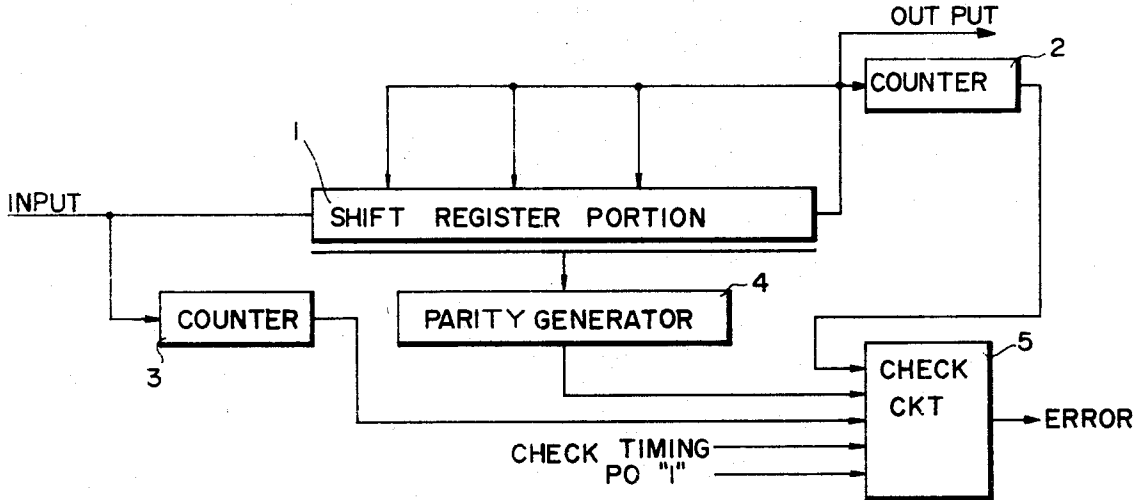 OUT PUT
2
COUNTER
1
INPUT
SHIFT REGISTER PORTION
4
COUNTER
PARITY GENERATOR
3
5
CHECK
CKT
ERROR
CHECK TIMING
PO "1"